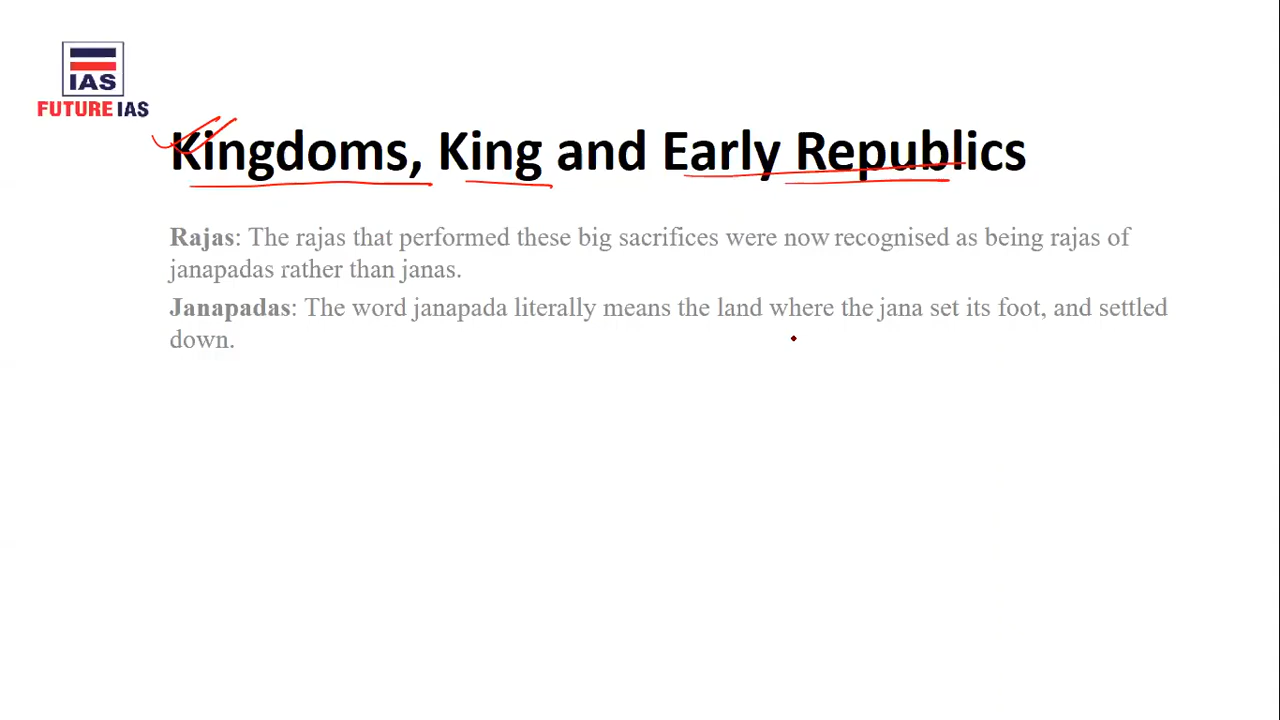 IAS
FUTURE IAS
Kingdoms, King and Early Republics
Rajas: The rajas that performed these big sacrifices were now recognised as being rajas of
janapadas rather than janas.
Janapadas: The word janapada literally means the land where the jana set its foot, and settled
down.